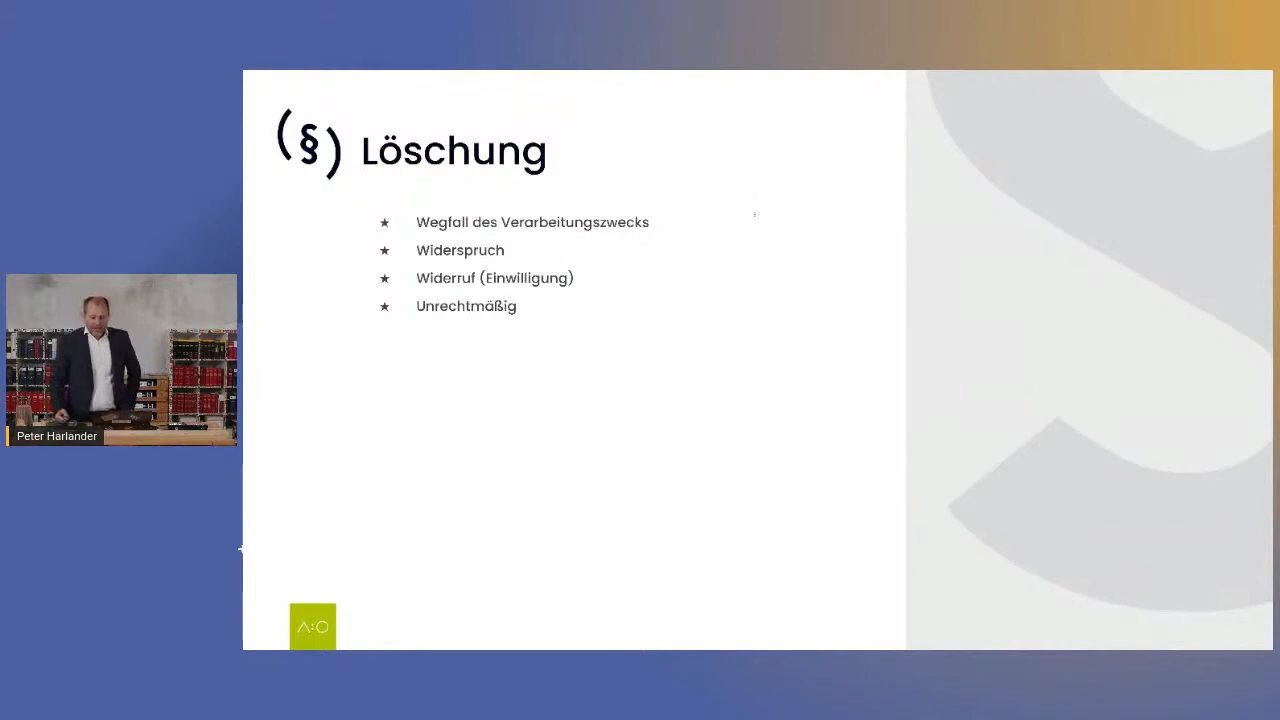 (§) Löschung
★ Wegfall des Verarbeitungszwecks
★ Widerspruch
★ Widerruf (Einwilligung)
★ Unrechtmäßig
Peter Harlander
A:O